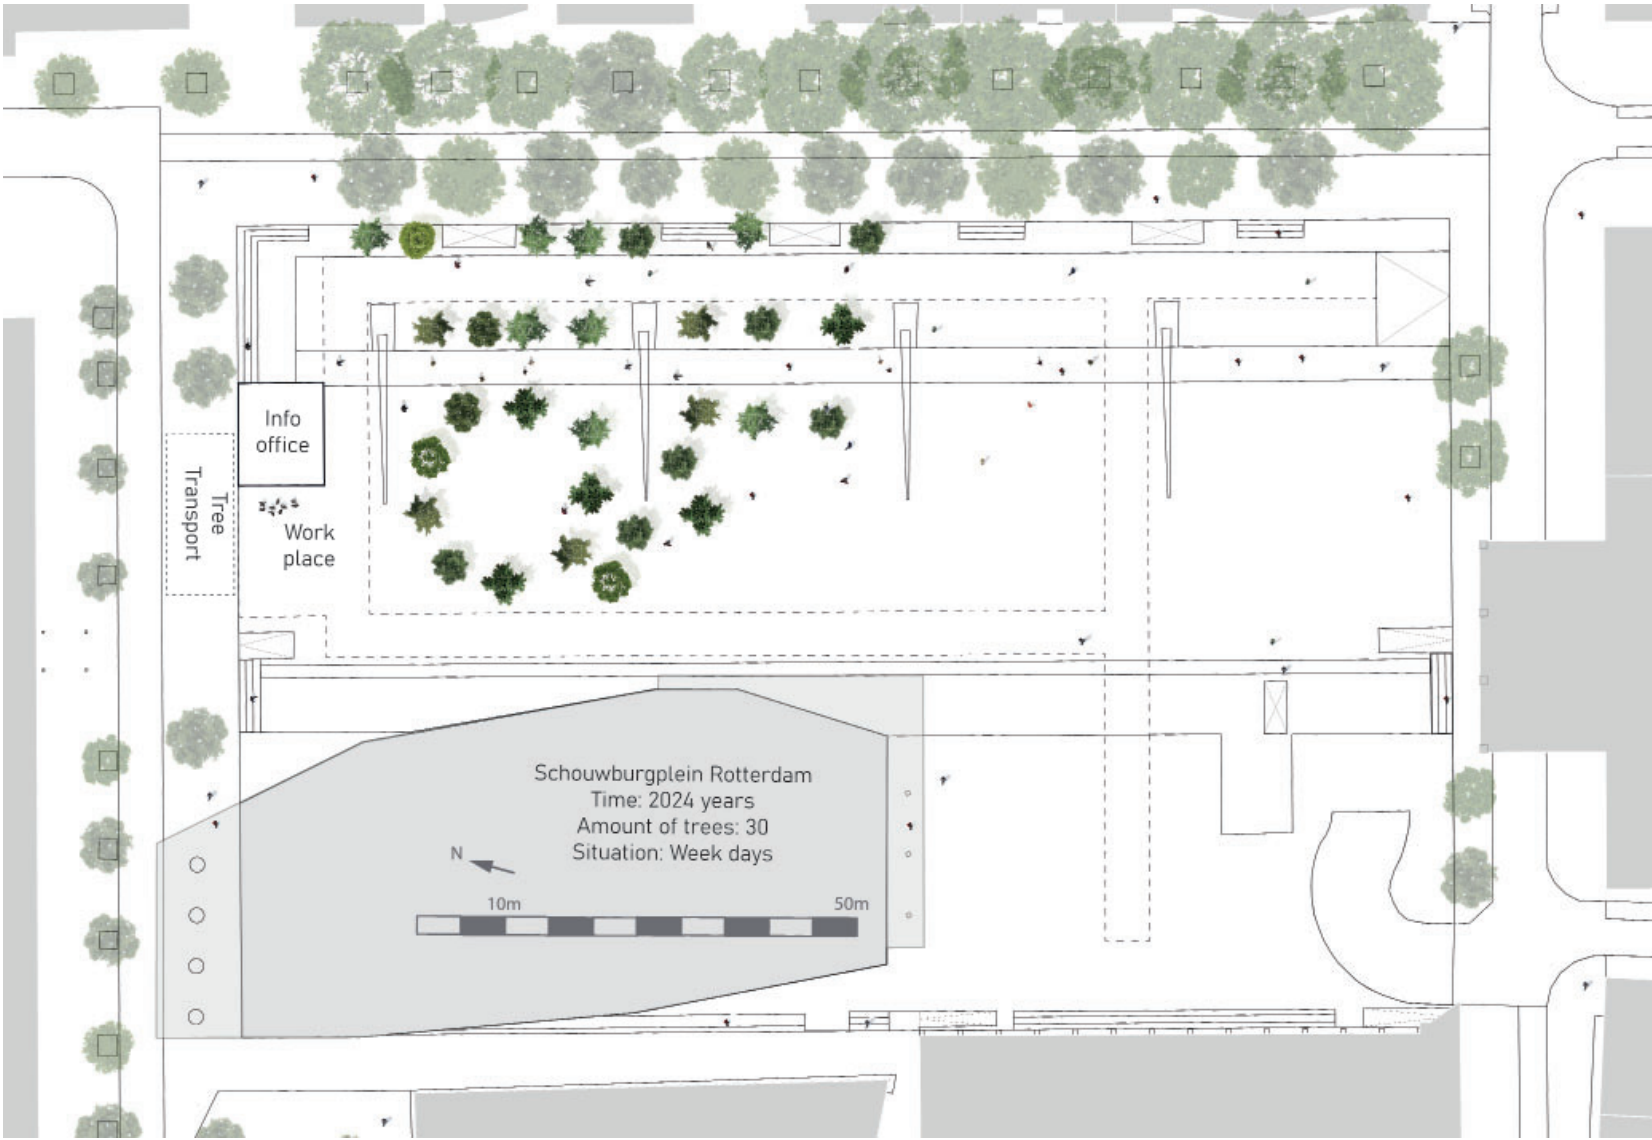 Info
office
Tree
Transport
Work
place
Schouwburgplein Rotterdam
Time: 2024 years
Amount of trees: 30
Situation: Week days
N
10m
50m